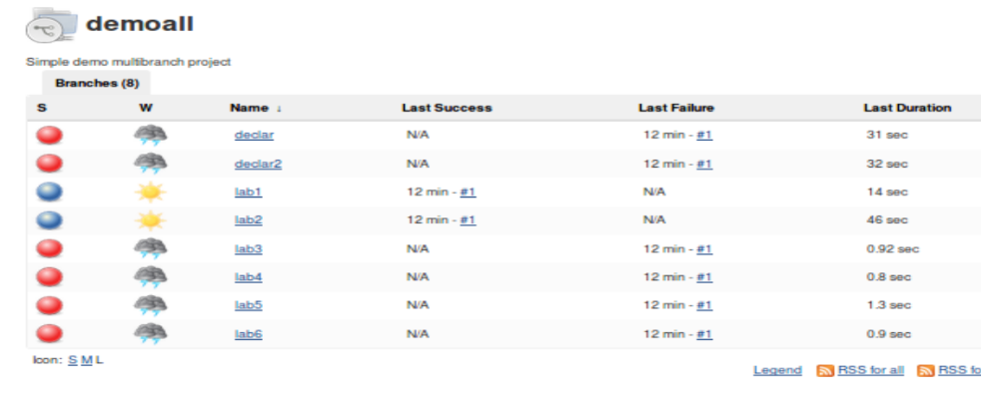 demoall
Simple demo multibranch project
Branches (8)
S W Name ↓ Last Success Last Failure Last Duration
declar N/A 12 min - #1 31 sec
declar2 N/A 12 min - #1 32 sec
lab1 12 min - #1 N/A 14 sec
lab2 12 min - #1 N/A 46 sec
lab3 N/A 12 min - #1 0.92 sec
lab4 N/A 12 min - #1 0.8 sec
lab5 N/A 12 min - #1 1.3 sec
lab6 N/A 12 min - #1 0.9 sec
Icon: S M L
Legend RSS for all RSS fo